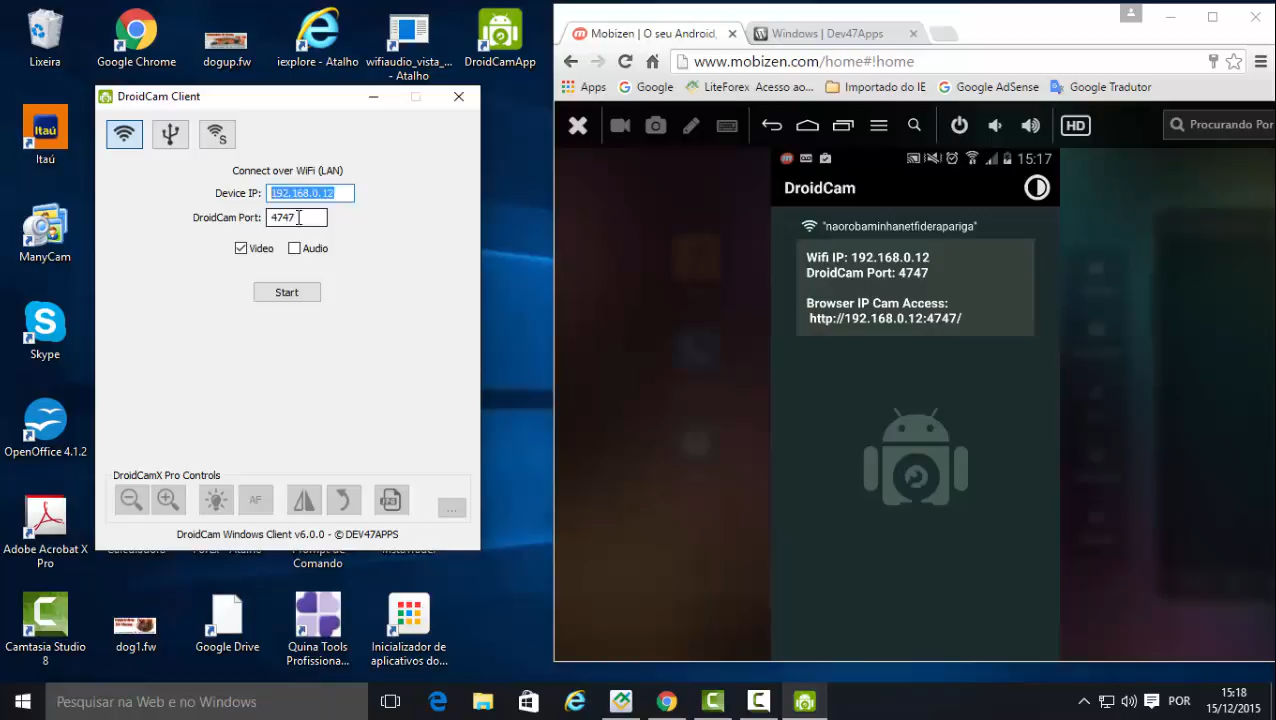 Lixeira
Google Chrome
dogup.fw
iexplore - Atalho
wifiaudio_vista_...
- Atalho
DroidCamApp
Itaú
Itaú
ManyCam
Skype
OpenOffice 4.1.2
Adobe Acrobat X
Pro
Prompt de
Comando
Camtasia Studio
8
dog1.fw
Google Drive
Quina Tools
Profissiona...
Inicializador de
aplicativos do...
DroidCam Client
Connect over WiFi (LAN)
Device IP: 192.168.0.12
DroidCam Port: 4747
Video Audio
Start
DroidCamX Pro Controls
AF
JPG
...
DroidCam Windows Client v6.0.0 - © DEV47APPS
Mobizen | O seu Android,
Windows | Dev47Apps
www.mobizen.com/home#!home
Apps Google LiteForex Acesso ao... Importado do IE Google AdSense Google Tradutor
HD
Procurando Por
15:17
DroidCam
"naorobaminhanetfiderapariga"
Wifi IP: 192.168.0.12
DroidCam Port: 4747
Browser IP Cam Access:
http://192.168.0.12:4747/
Pesquisar na Web e no Windows
POR
15:18
15/12/2015